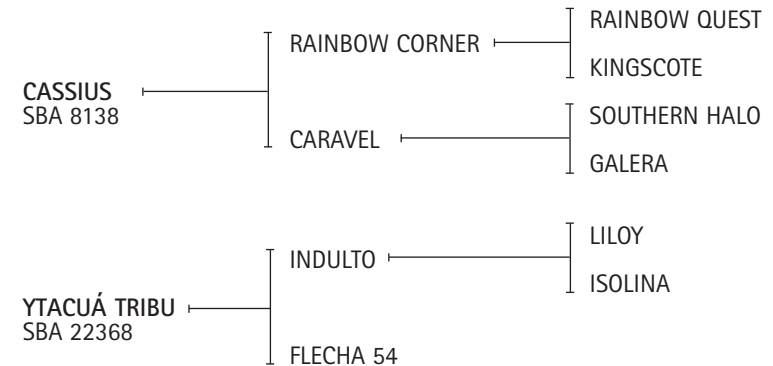 RAINBOW QUEST
RAINBOW CORNER
KINGSCOTE
CASSIUS
SBA 8138
SOUTHERN HALO
CARAVEL
GALERA
LILOY
INDULTO
ISOLINA
YTACUÁ TRIBU
SBA 22368
FLECHA 54